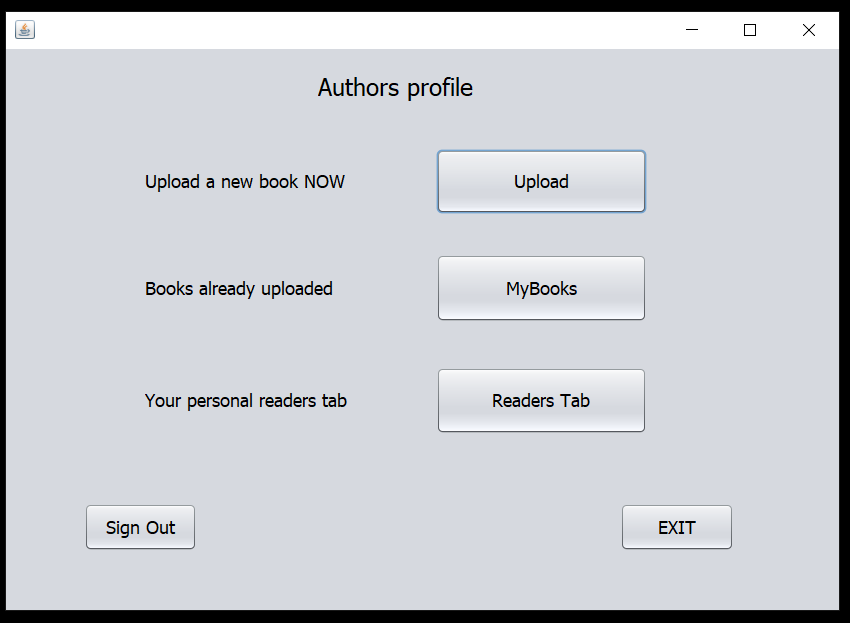 Authors profile
Upload a new book NOW
Upload
Books already uploaded
MyBooks
Your personal readers tab
Readers Tab
Sign Out
EXIT